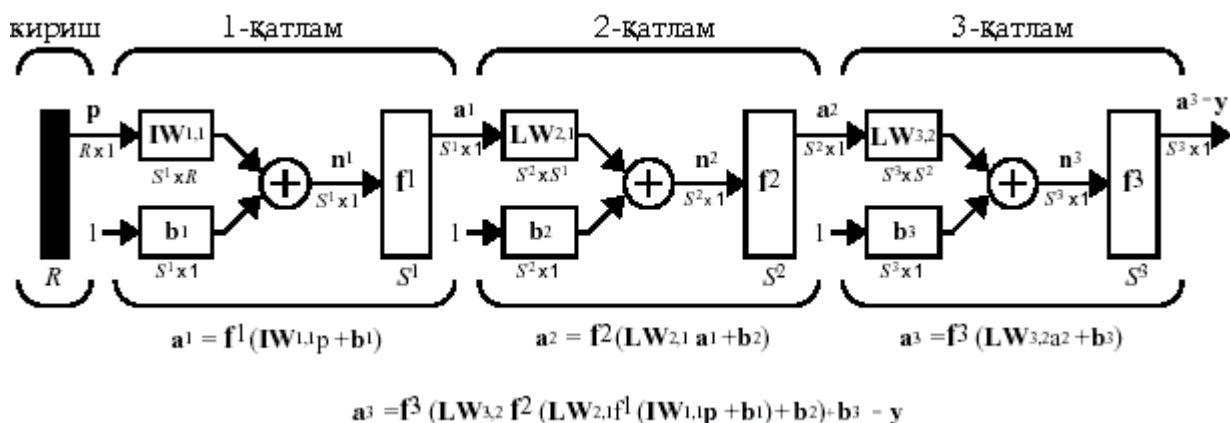 кириш 1-қатлам 2-қатлам 3-қатлам
p a¹ a² a³ - y
IW1,1 LW2,1 LW3,2
R x 1 n¹ S¹ x 1 n² S² x 1 n³ S³ x 1
S¹ x R f¹ S² x S¹ f² S³ x S² f³
S¹ x 1 S² x 1 S³ x 1
1 b1 1 b2 1 b3
S¹ x 1 S² x 1 S³ x 1
R S¹ S² S³
a¹ = f¹(IW1,1p + b1) a2 = f²(LW2,1 a1 + b2) a3 = f³ (LW3,2a² + b3)
a3 = f³ (LW3,2 f² (LW2,1f¹ (IW1,1p + b1) + b2) + b3 - y